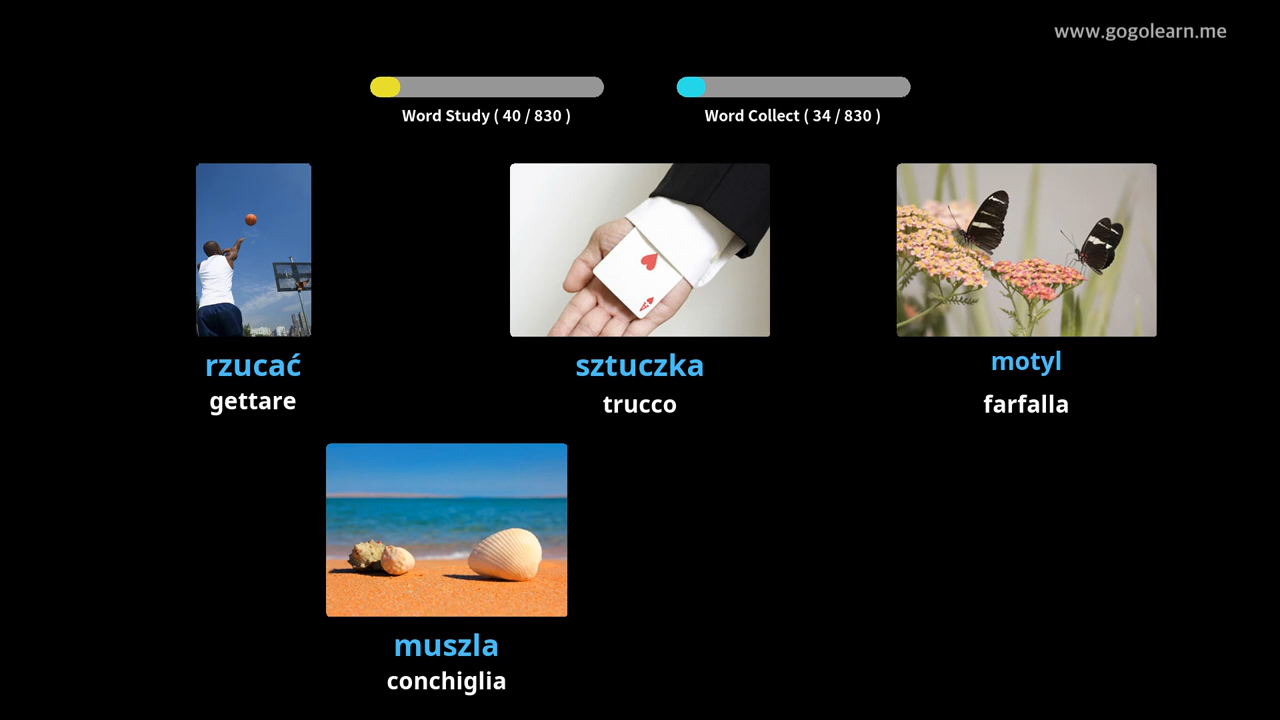 www.gogolearn.me
Word Study ( 40 / 830 )
Word Collect ( 34 / 830 )
rzucać
gettare
sztuczka
trucco
motyl
farfalla
muszla
conchiglia